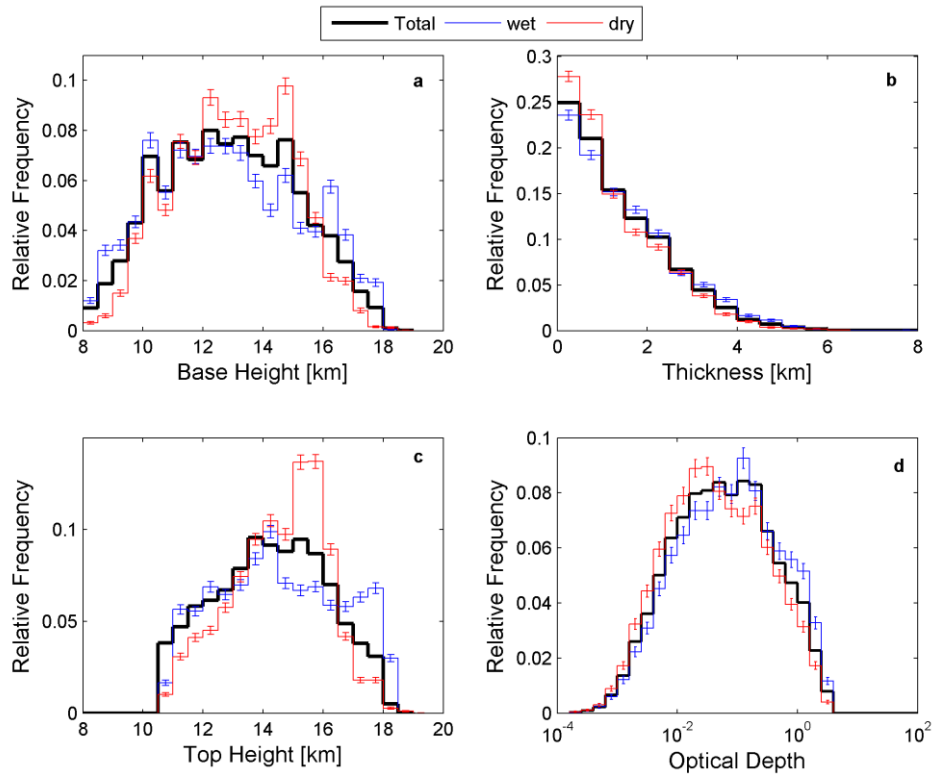 Total wet dry
a
Relative Frequency
0.1
0.08
0.06
0.04
0.02
0
8 10 12 14 16 18 20
Base Height [km]
b
Relative Frequency
0.3
0.25
0.2
0.15
0.1
0.05
0
0 2 4 6 8
Thickness [km]
c
Relative Frequency
0.1
0.05
0
8 10 12 14 16 18 20
Top Height [km]
d
Relative Frequency
0.1
0.08
0.06
0.04
0.02
0
10⁻⁴ 10⁻² 10⁰ 10²
Optical Depth